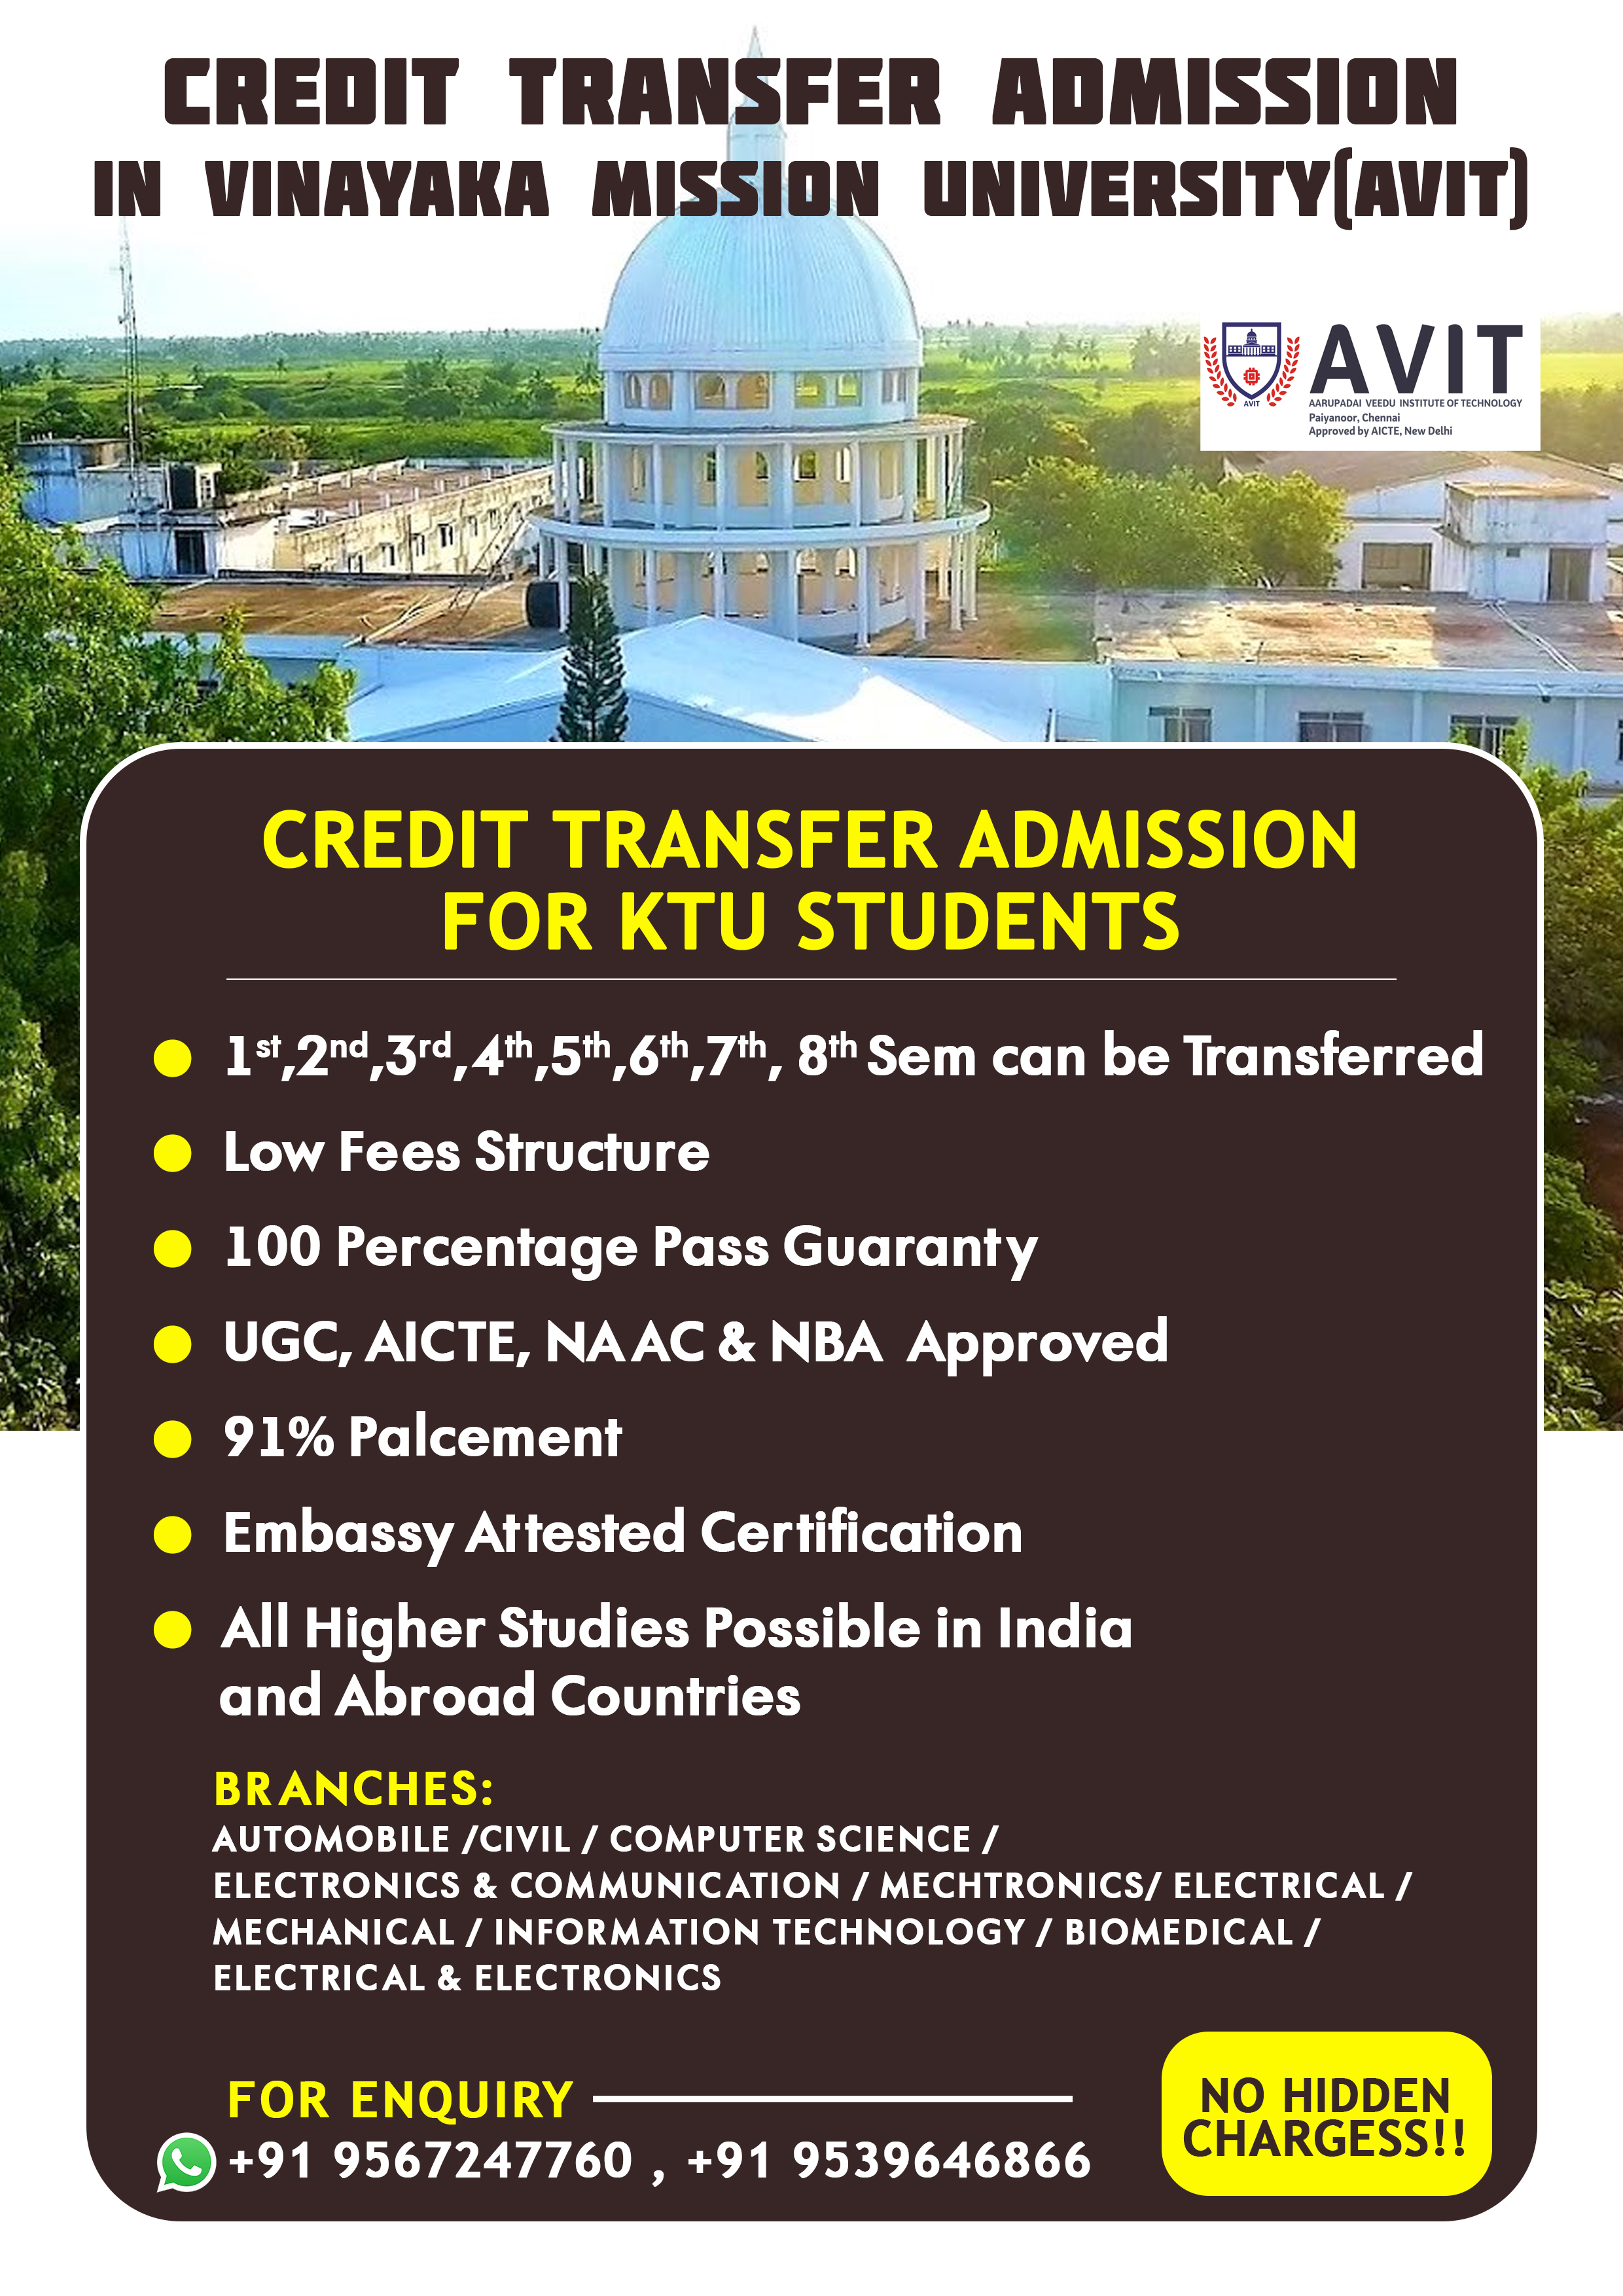 CREDIT TRANSFER ADMISSION
IN VINAYAKA MISSION UNIVERSITY(AVIT)
AVIT
AVIT
AARUPADAI VEEDU INSTITUTE OF TECHNOLOGY
Paiyanoor, Chennai
Approved by AICTE, New Delhi
CREDIT TRANSFER ADMISSION
FOR KTU STUDENTS
1st,2nd,3rd,4th,5th,6th,7th, 8th Sem can be Transferred
Low Fees Structure
100 Percentage Pass Guaranty
UGC, AICTE, NAAC & NBA Approved
91% Palcement
Embassy Attested Certification
All Higher Studies Possible in India
and Abroad Countries
BRANCHES:
AUTOMOBILE /CIVIL / COMPUTER SCIENCE /
ELECTRONICS & COMMUNICATION / MECHTRONICS/ ELECTRICAL /
MECHANICAL / INFORMATION TECHNOLOGY / BIOMEDICAL /
ELECTRICAL & ELECTRONICS
FOR ENQUIRY
+91 9567247760 , +91 9539646866
NO HIDDEN
CHARGESS!!